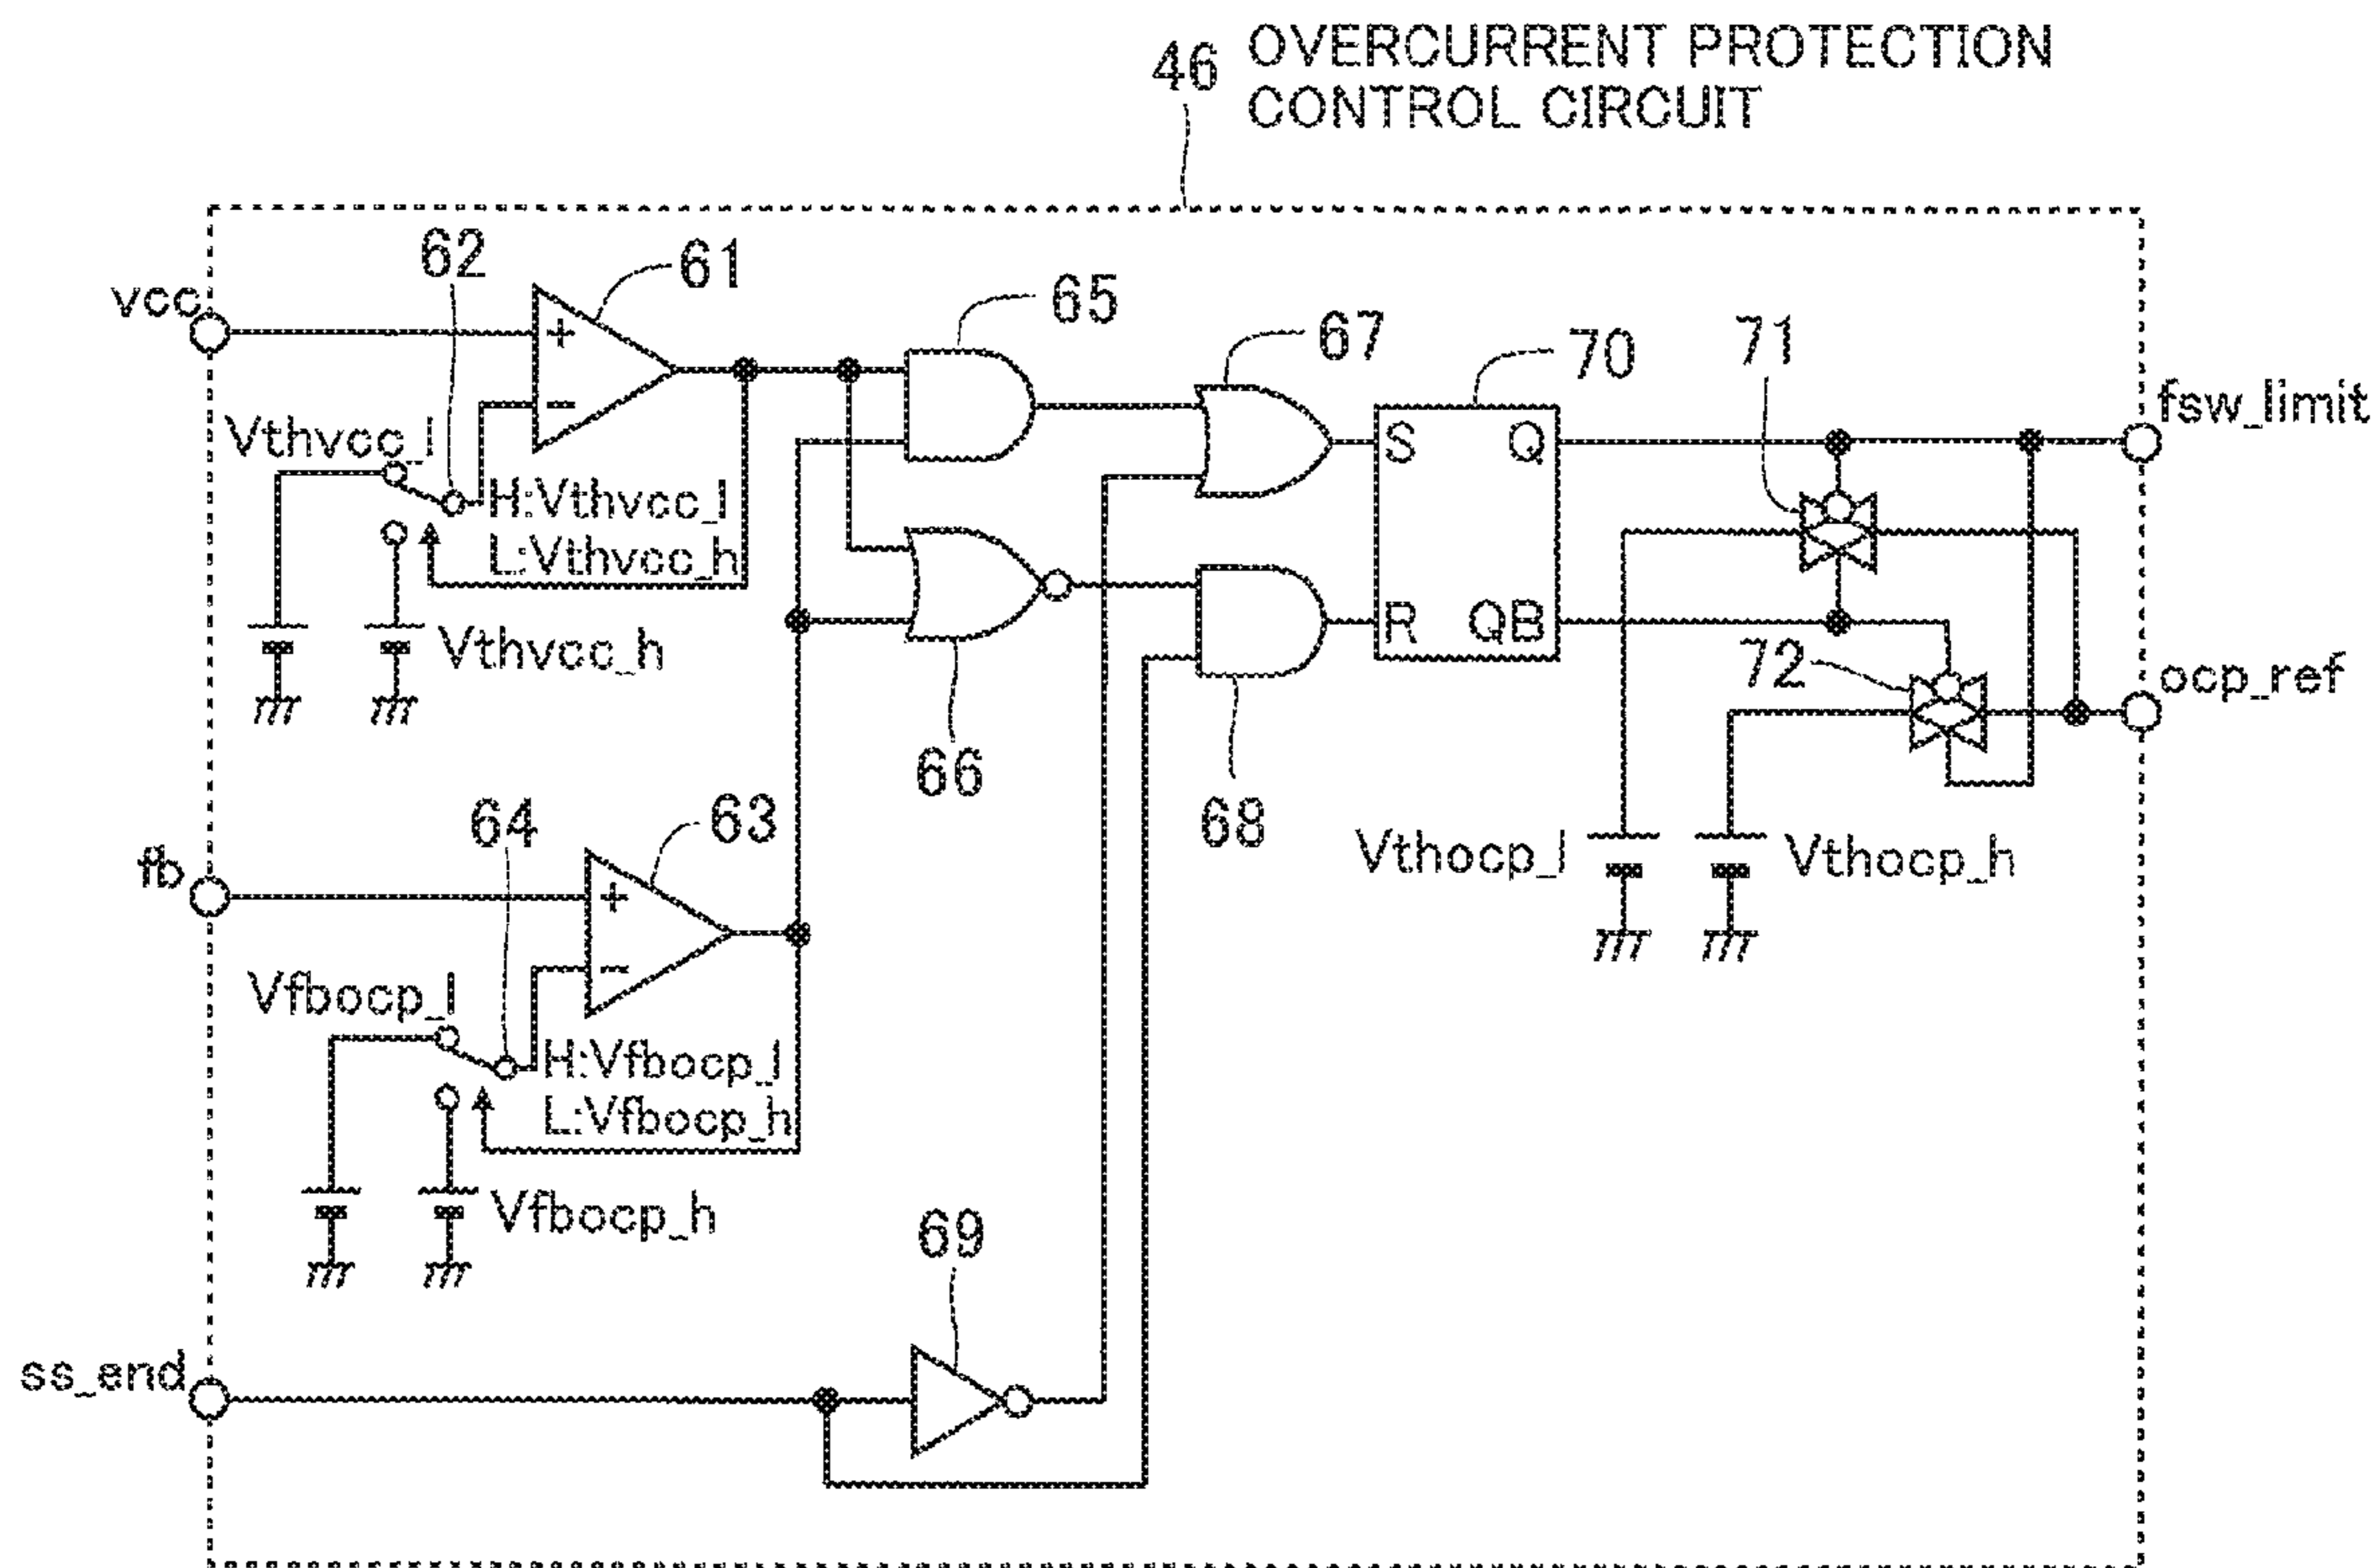 46 OVERCURRENT PROTECTION
CONTROL CIRCUIT
62
61
65
67
70
71
vcc
+
−
Vthvcc_l
H:Vthvcc_l
L:Vthvcc_h
Vthvcc_h
S Q
R QB
fsw_limit
72
ocp_ref
66
68
64
63
fb
+
−
Vthocp_l
Vthocp_h
Vfbocp_l
H:Vfbocp_l
L:Vfbocp_h
Vfbocp_h
69
ss_end